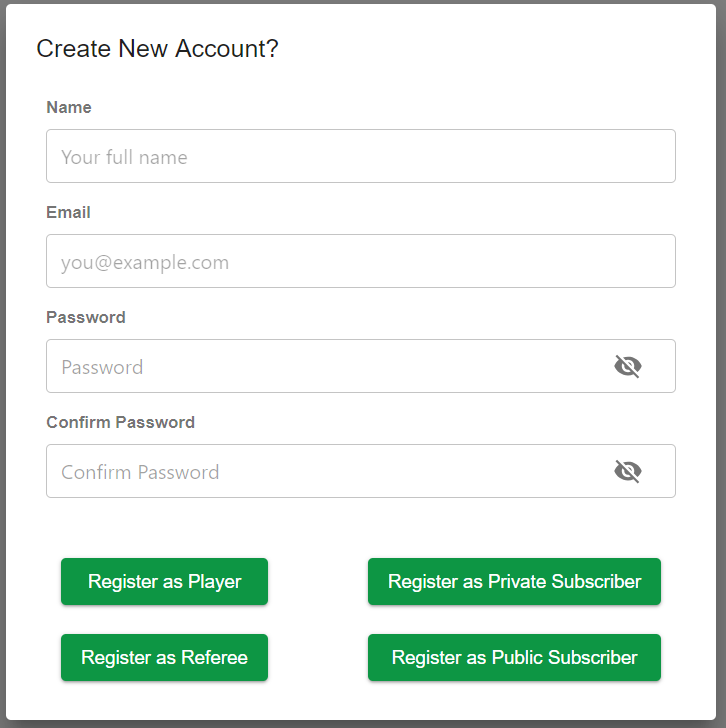 Create New Account?
Name
Your full name
Email
you@example.com
Password
Password
Confirm Password
Confirm Password
Register as Player
Register as Private Subscriber
Register as Referee
Register as Public Subscriber